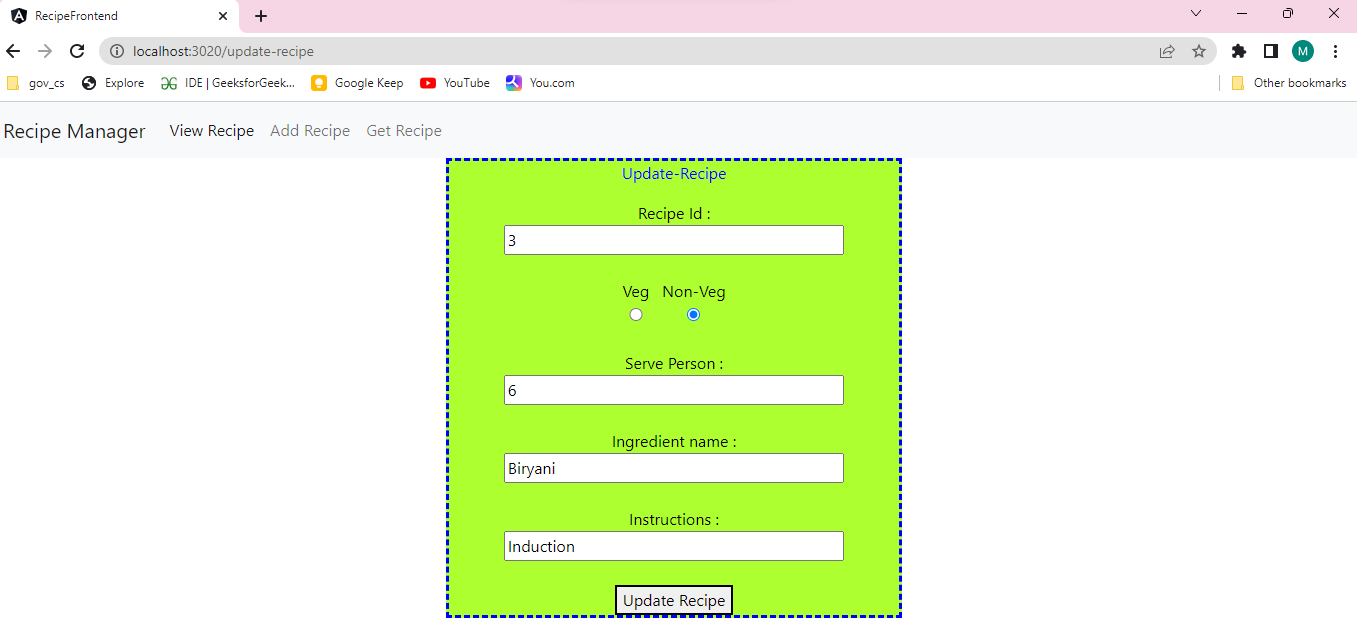 RecipeFrontend
localhost:3020/update-recipe
M
gov_cs Explore IDE | GeeksforGeek... Google Keep YouTube You.com Other bookmarks
Recipe Manager View Recipe Add Recipe Get Recipe
Update-Recipe
Recipe Id :
3
Veg Non-Veg
Serve Person :
6
Ingredient name :
Biryani
Instructions :
Induction
Update Recipe